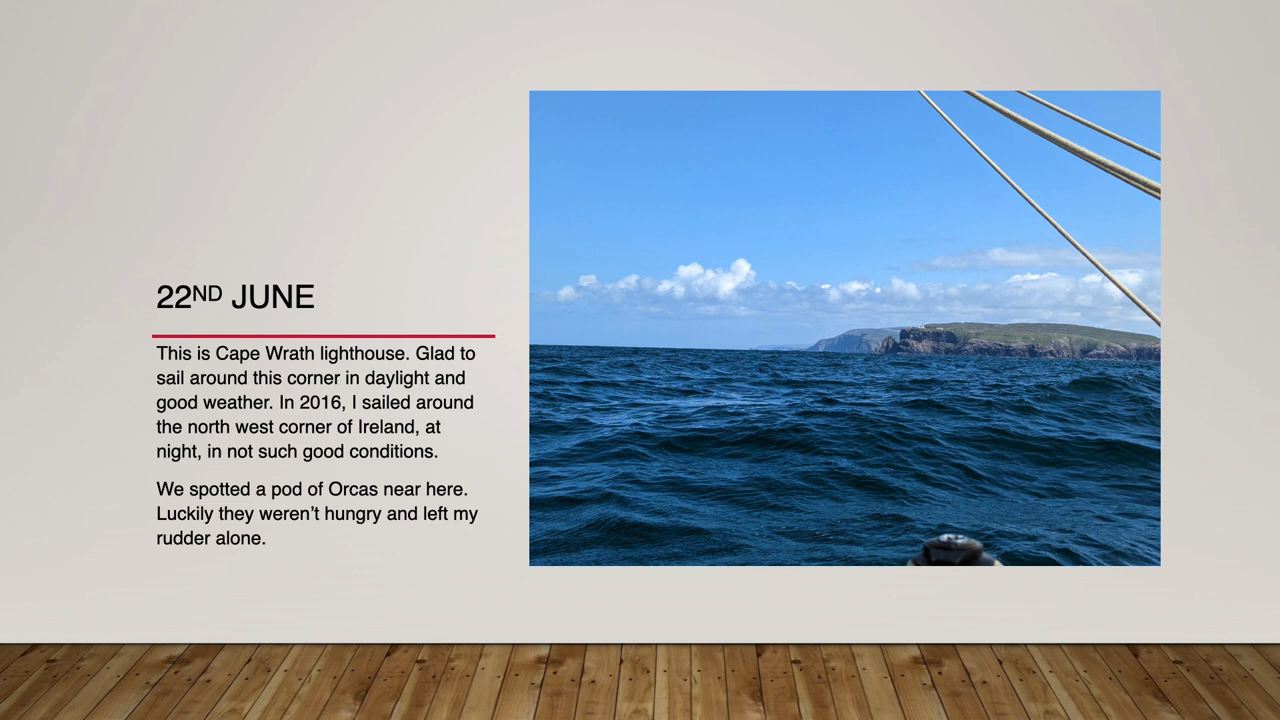 22ND JUNE
This is Cape Wrath lighthouse. Glad to
sail around this corner in daylight and
good weather. In 2016, I sailed around
the north west corner of Ireland, at
night, in not such good conditions.
We spotted a pod of Orcas near here.
Luckily they weren’t hungry and left my
rudder alone.